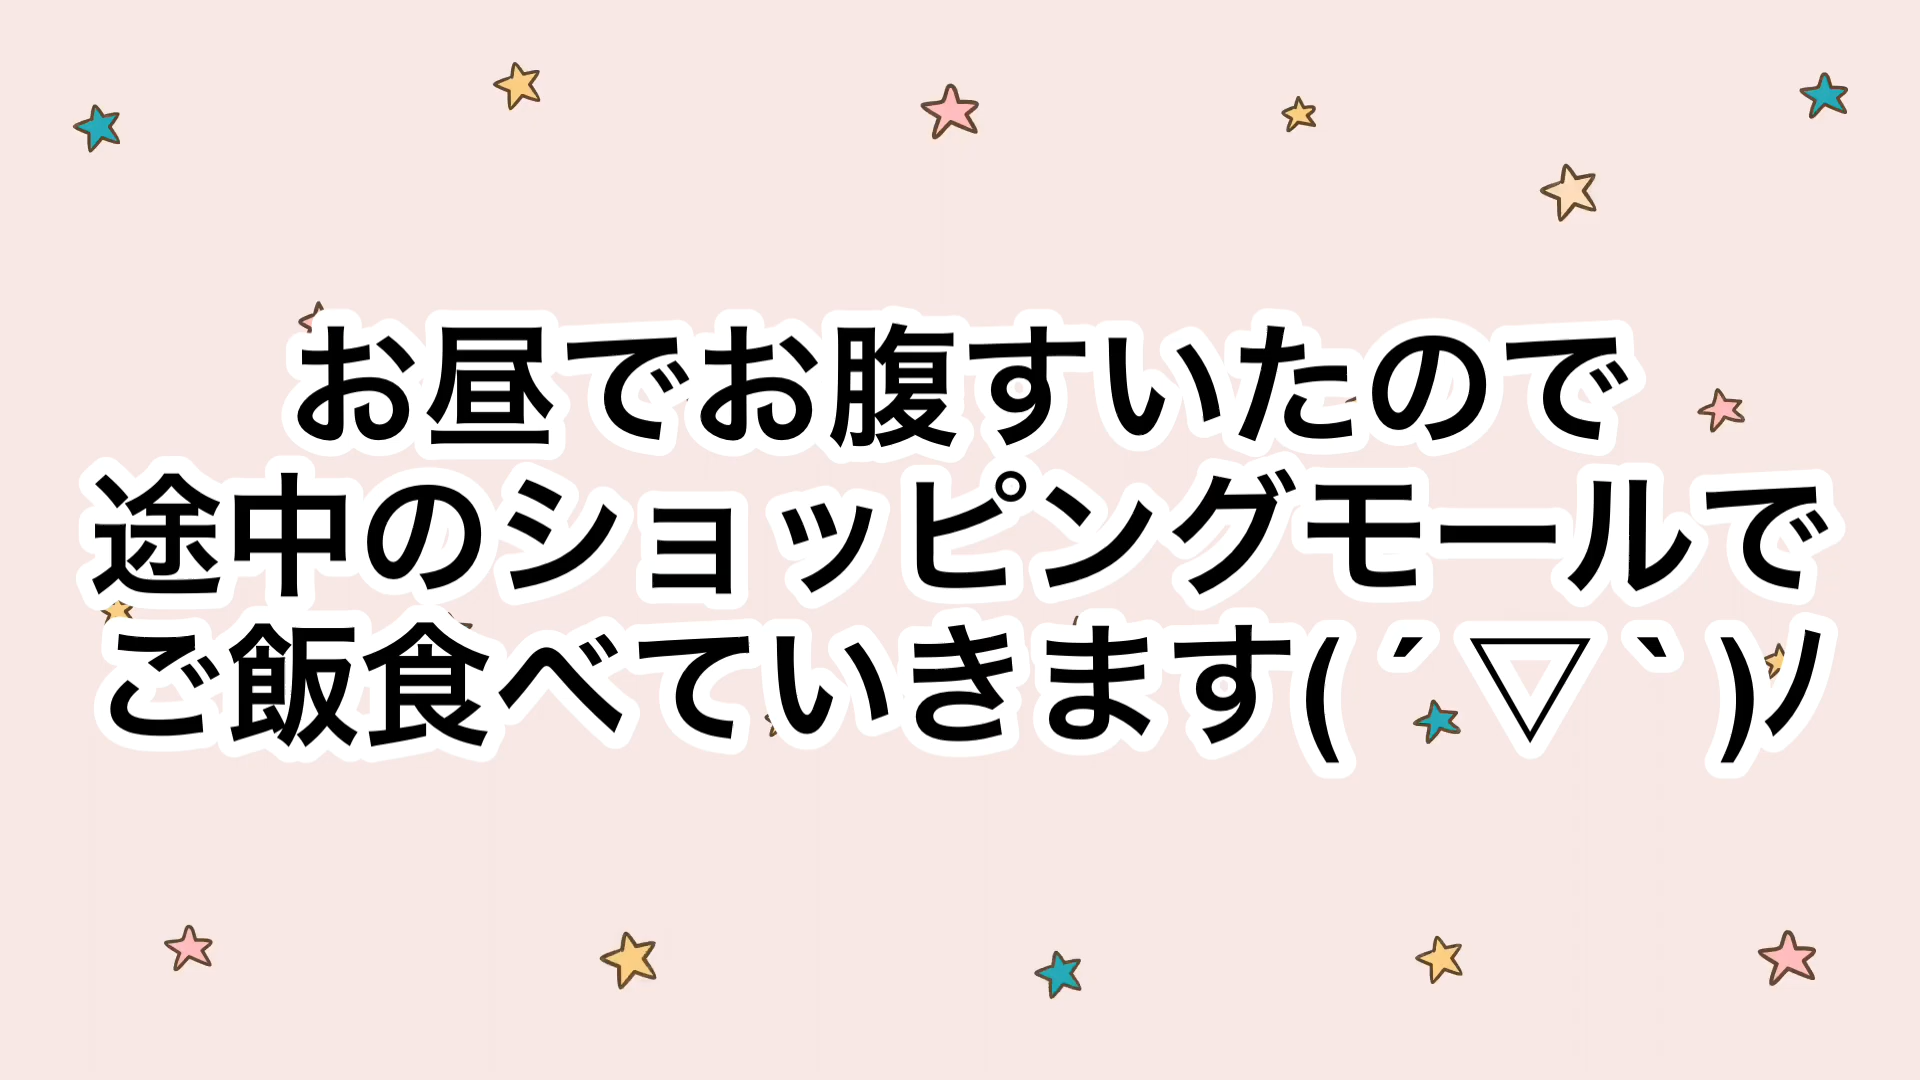 お昼でお腹すいたので
途中のショッピングモールで
ご飯食べていきます( ´ ▽ ` )ﾉ